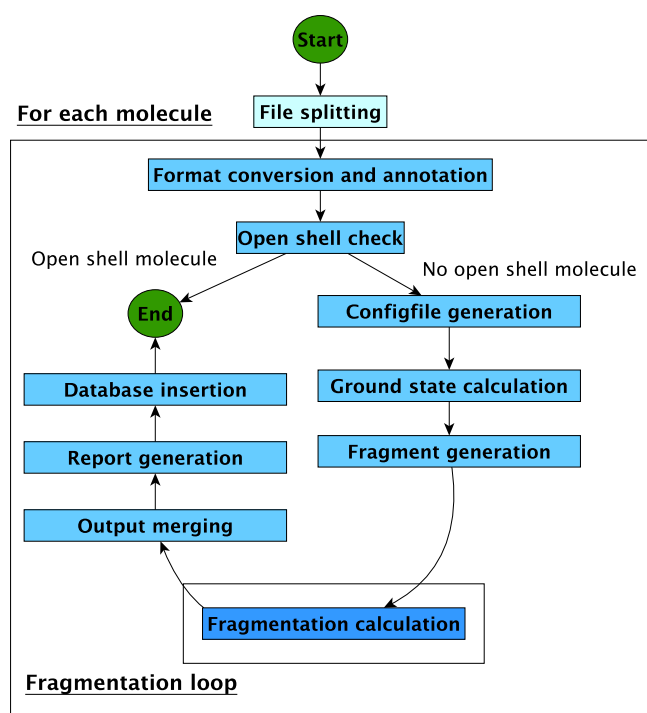 Start
File splitting
For each molecule
Format conversion and annotation
Open shell check
Open shell molecule
No open shell molecule
End
Configfile generation
Database insertion
Ground state calculation
Report generation
Fragment generation
Output merging
Fragmentation calculation
Fragmentation loop